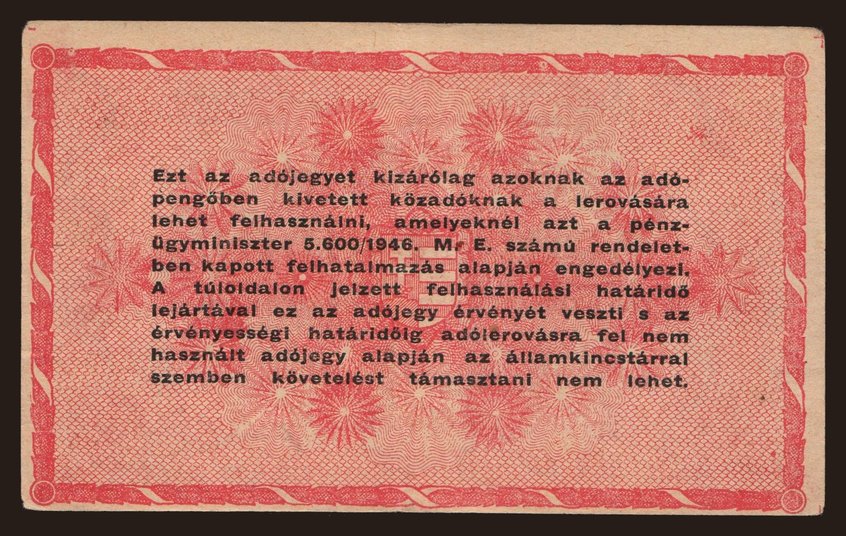 Ezt az adójegyet kizárólag azoknak az adó-
pengőben kivetett közadóknak a lerovására
lehet felhasználni, amelyeknél azt a pénz-
ügyminiszter 5.600/1946. M. E. számú rendelet-
ben kapott felhatalmazás alapján engedélyezi.
A túloldalon jelzett felhasználási határidő
lejártával ez az adójegy érvényét veszti s az
érvényességi határidőig adólerovásra fel nem
használt adójegy alapján az államkincstárral
szemben követelést támasztani nem lehet.